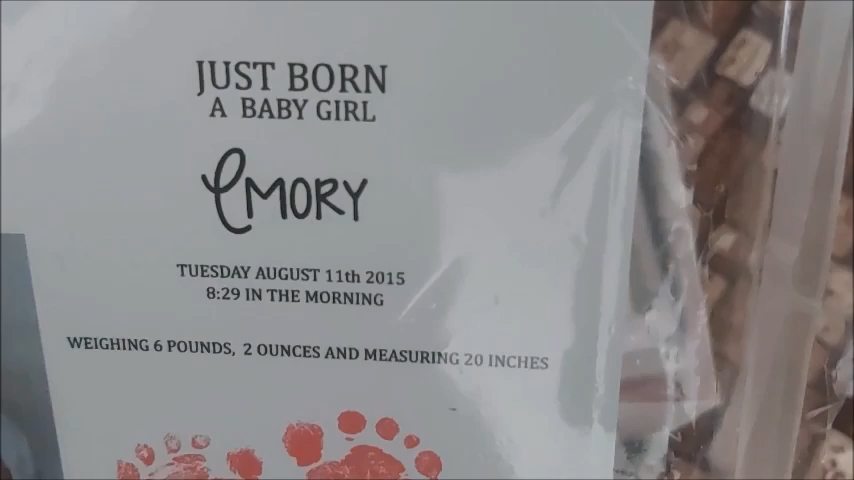 JUST BORN
A BABY GIRL
eMORY
TUESDAY AUGUST 11th 2015
8:29 IN THE MORNING
WEIGHING 6 POUNDS, 2 OUNCES AND MEASURING 20 INCHES